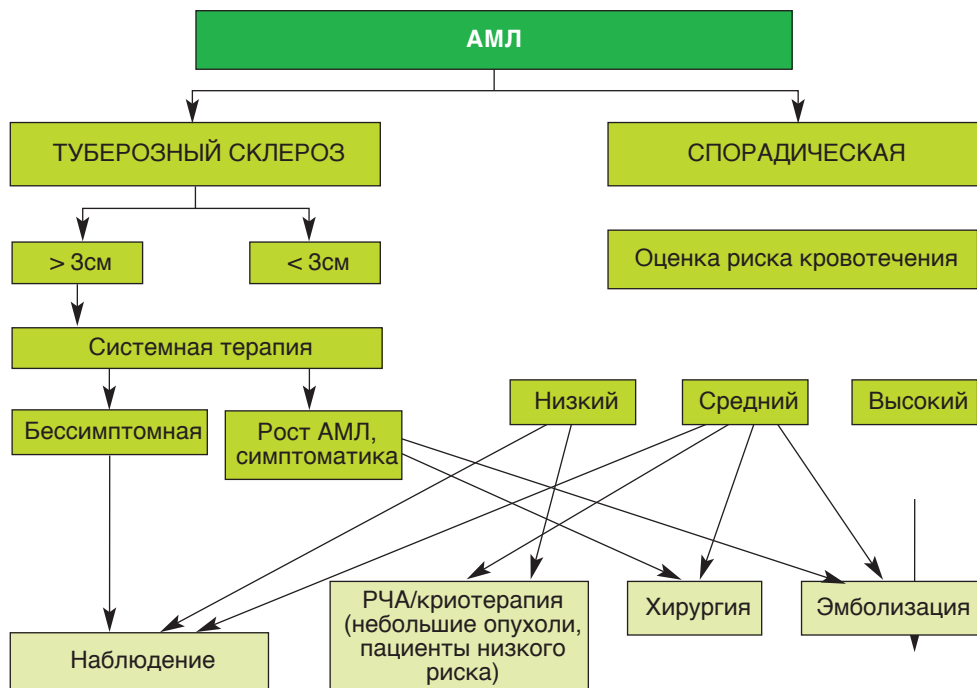 АМЛ
ТУБЕРОЗНЫЙ СКЛЕРОЗ
СПОРАДИЧЕСКАЯ
> 3см
< 3см
Оценка риска кровотечения
Системная терапия
Низкий
Средний
Высокий
Бессимптомная
Рост АМЛ,
симптоматика
РЧА/криотерапия
(небольшие опухоли,
пациенты низкого
риска)
Хирургия
Эмболизация
Наблюдение